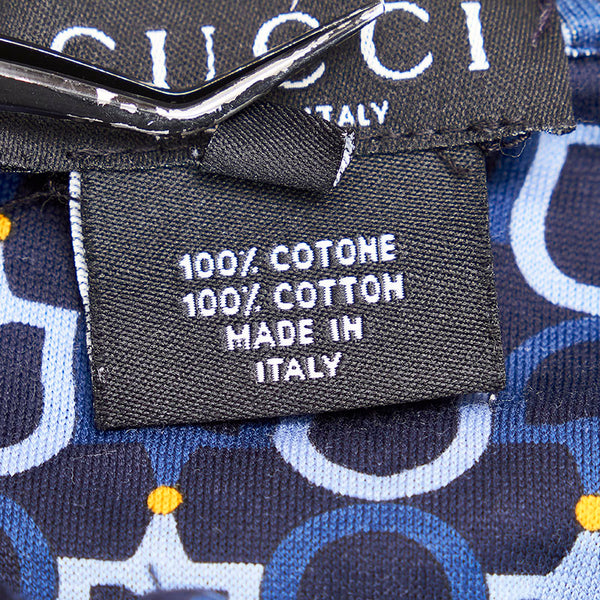 GUCCI
ITALY
100% COTONE
100% COTTON
MADE IN
ITALY